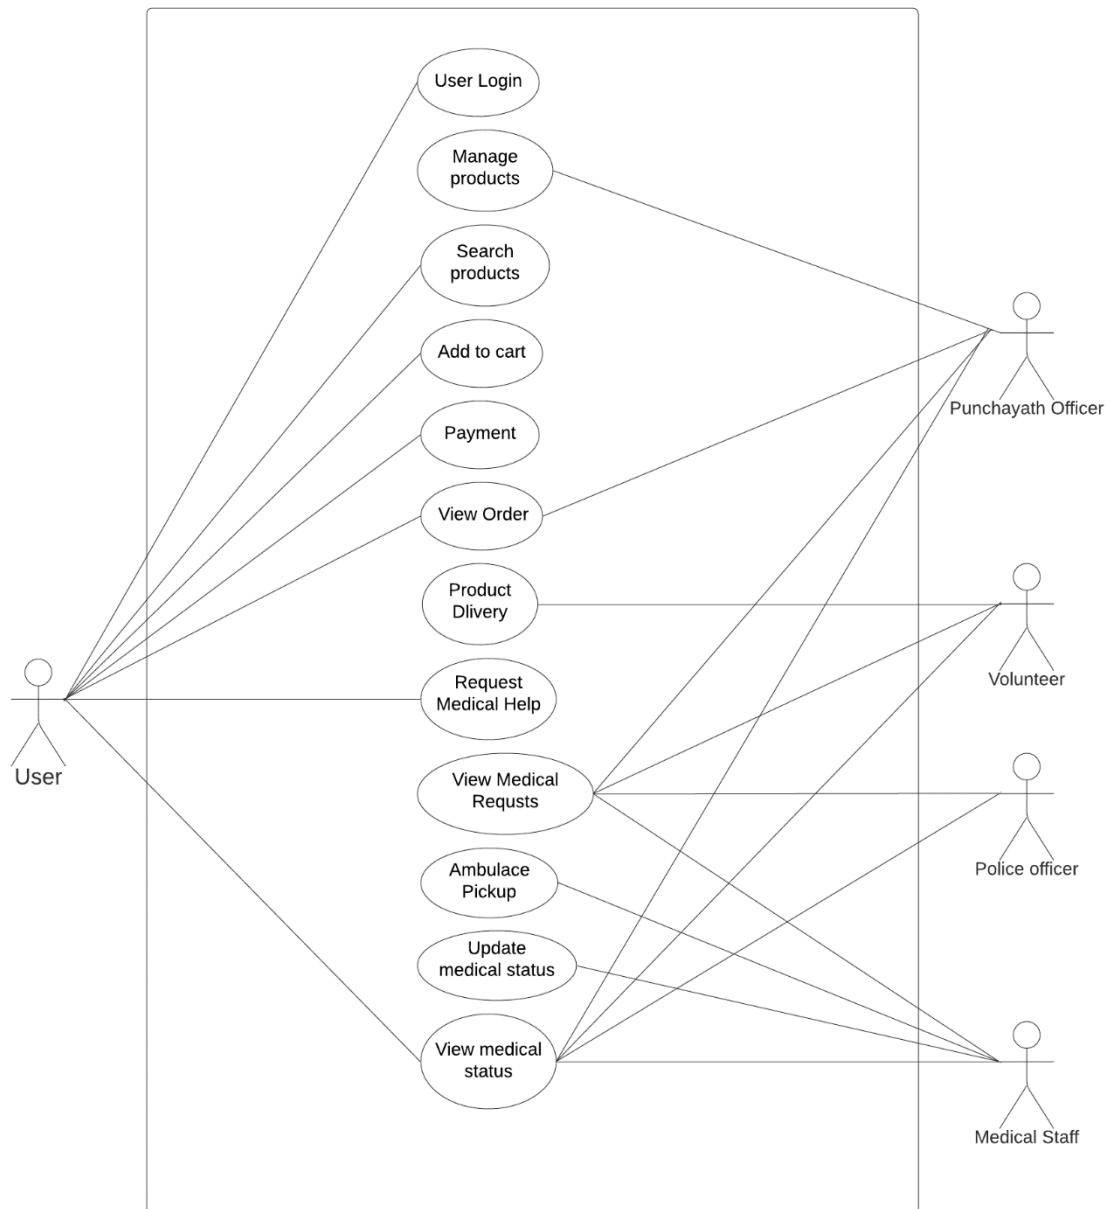 User Login
Manage
products
Search
products
Add to cart
Payment
View Order
Product
Dlivery
Request
Medical Help
View Medical
Requsts
Ambulace
Pickup
Update
medical status
View medical
status
User
Punchayath Officer
Volunteer
Police officer
Medical Staff